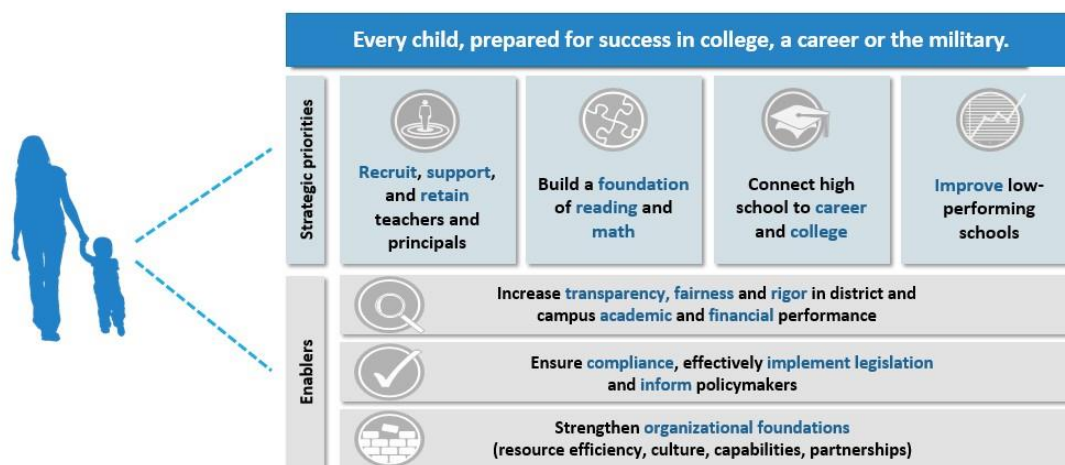 Every child, prepared for success in college, a career or the military.
Strategic priorities
Recruit, support,
and retain
teachers and
principals
Build a foundation
of reading and
math
Connect high
school to career
and college
Improve low-
performing
schools
Enablers
Increase transparency, fairness and rigor in district and
campus academic and financial performance
Ensure compliance, effectively implement legislation
and inform policymakers
Strengthen organizational foundations
(resource efficiency, culture, capabilities, partnerships)